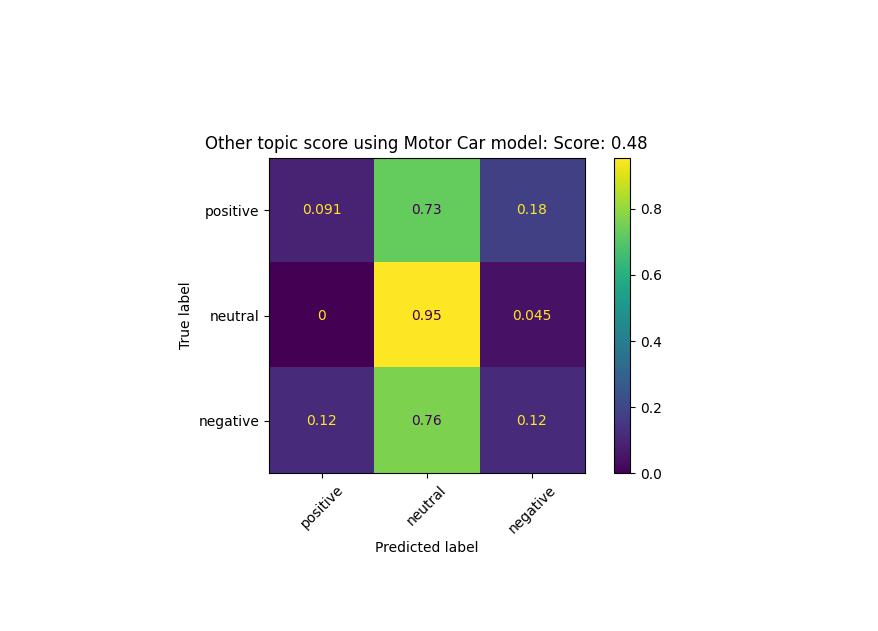 Other topic score using Motor Car model: Score: 0.48
positive 0.091 0.73 0.18
neutral 0 0.95 0.045
negative 0.12 0.76 0.12
positive neutral negative
Predicted label
True label
0.8
0.6
0.4
0.2
0.0